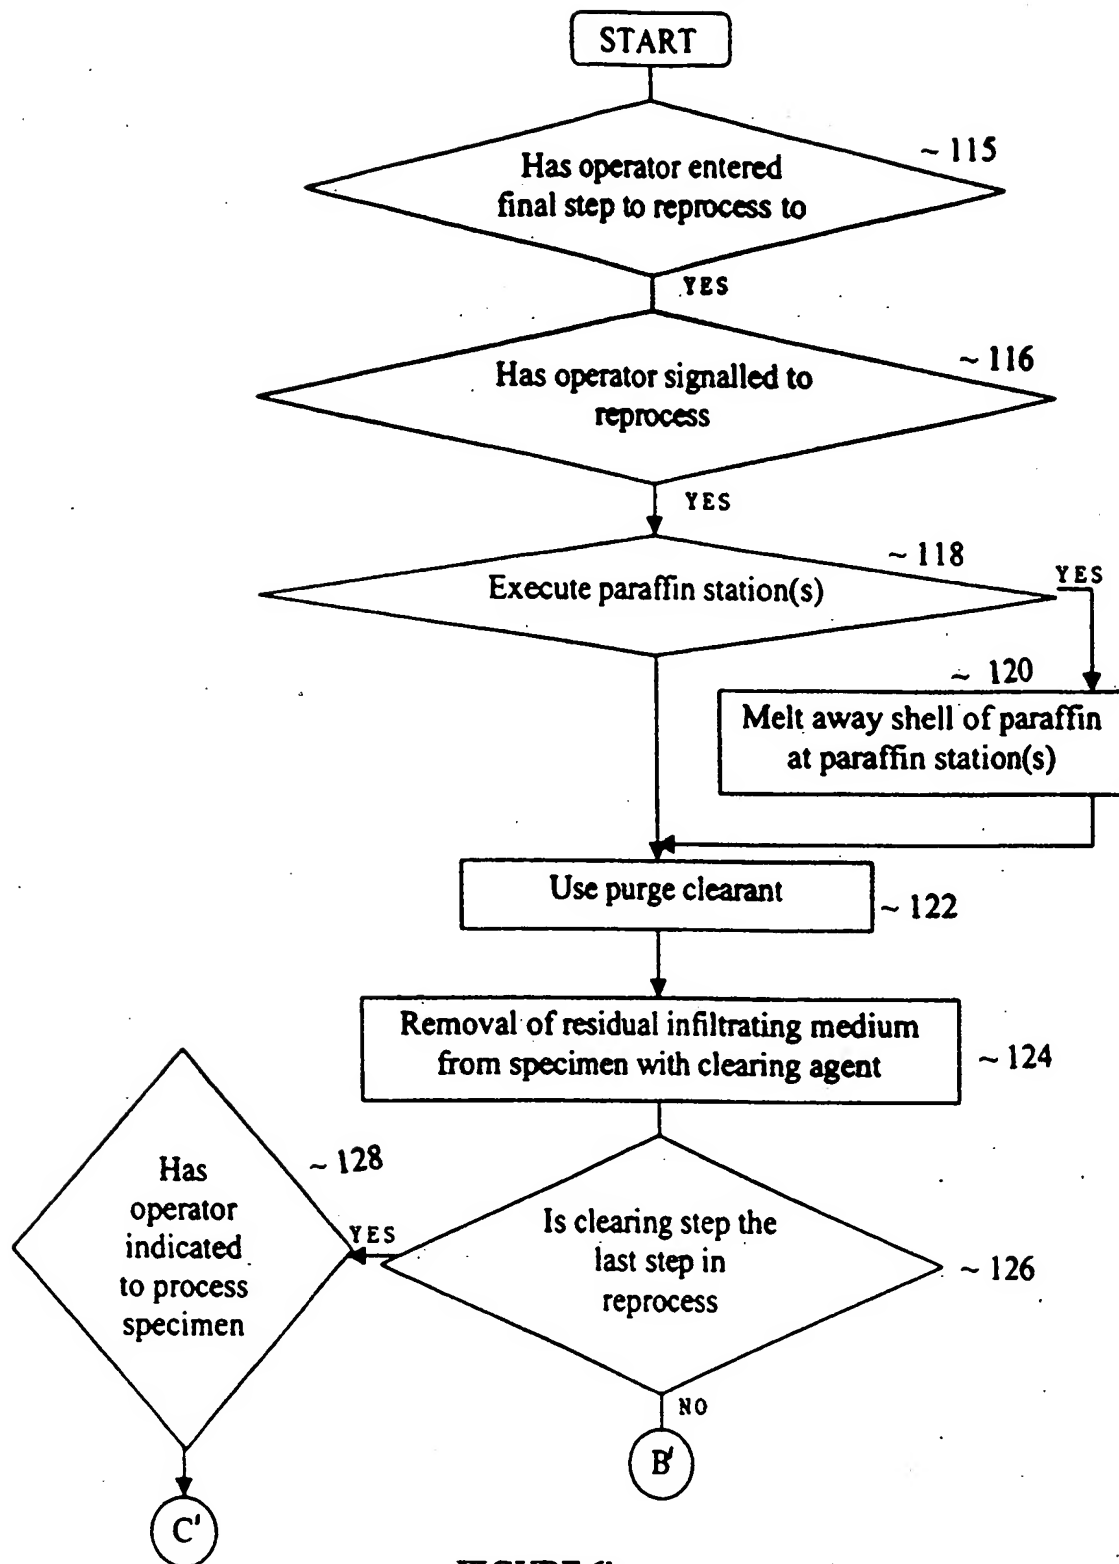 START
Has operator entered
final step to reprocess to
~ 115
YES
Has operator signalled to
reprocess
~ 116
YES
Execute paraffin station(s)
~ 118
YES
~ 120
Melt away shell of paraffin
at paraffin station(s)
Use purge clearant
~ 122
Removal of residual infiltrating medium
from specimen with clearing agent
~ 124
Has
operator
indicated
to process
specimen
~ 128
YES
Is clearing step the
last step in
reprocess
~ 126
NO
B'
C'
FIGURE